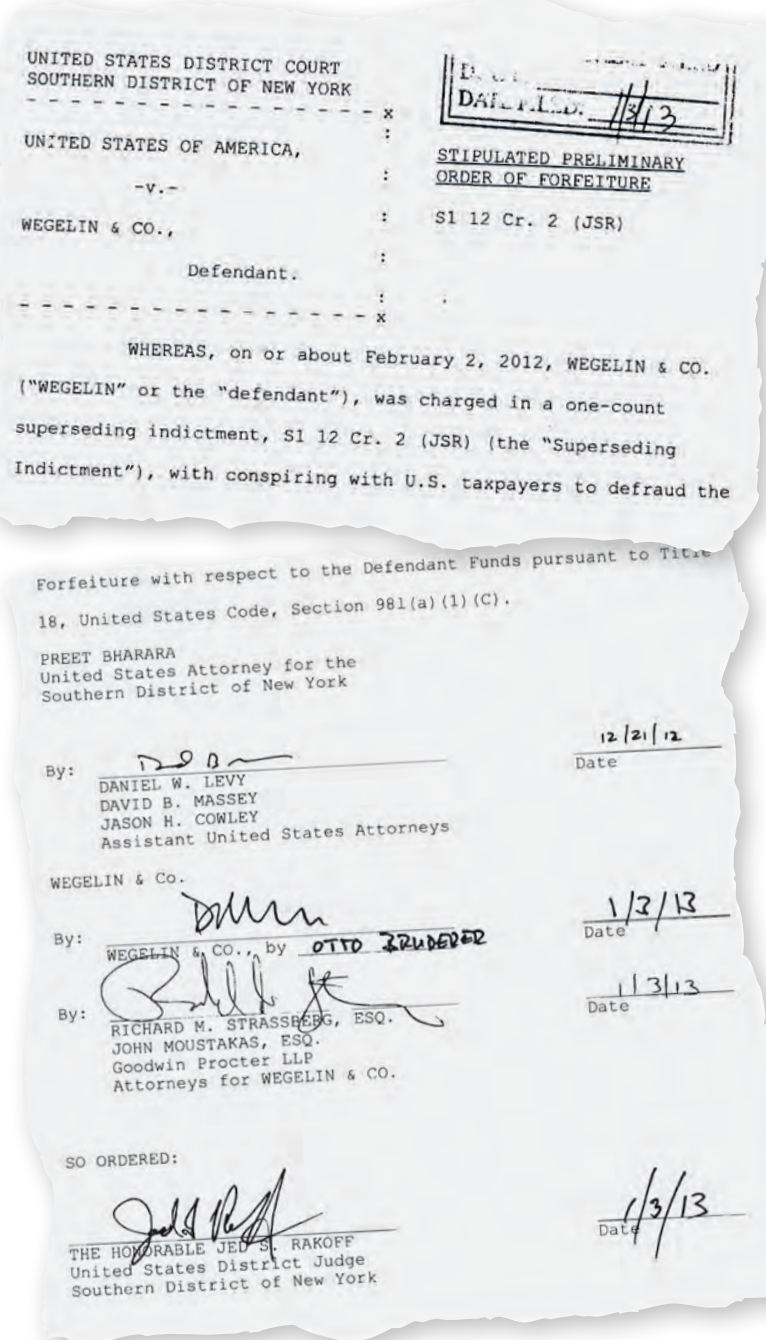 UNITED STATES DISTRICT COURT
SOUTHERN DISTRICT OF NEW YORK
- - - - - - - - - - - - - - - - x
UNITED STATES OF AMERICA,
-v.-
WEGELIN & CO.,
Defendant.
- - - - - - - - - - - - - - - - x
:
:
:
:
:
DATE FILED: 1/3/13
STIPULATED PRELIMINARY
ORDER OF FORFEITURE
S1 12 Cr. 2 (JSR)
WHEREAS, on or about February 2, 2012, WEGELIN & CO.
("WEGELIN" or the "defendant"), was charged in a one-count
superseding indictment, S1 12 Cr. 2 (JSR) (the "Superseding
Indictment"), with conspiring with U.S. taxpayers to defraud the
Forfeiture with respect to the Defendant Funds pursuant to Title
18, United States Code, Section 981(a)(1)(C).
PREET BHARARA
United States Attorney for the
Southern District of New York
By:
12/21/12
Date
DANIEL W. LEVY
DAVID B. MASSEY
JASON H. COWLEY
Assistant United States Attorneys
WEGELIN & Co.
By:
1/3/13
Date
WEGELIN & CO., by OTTO BRUDERER
By:
1/3/13
Date
RICHARD M. STRASSBERG, ESQ.
JOHN MOUSTAKAS, ESQ.
Goodwin Procter LLP
Attorneys for WEGELIN & CO.
SO ORDERED:
1/3/13
Date
THE HONORABLE JED S. RAKOFF
United States District Judge
Southern District of New York